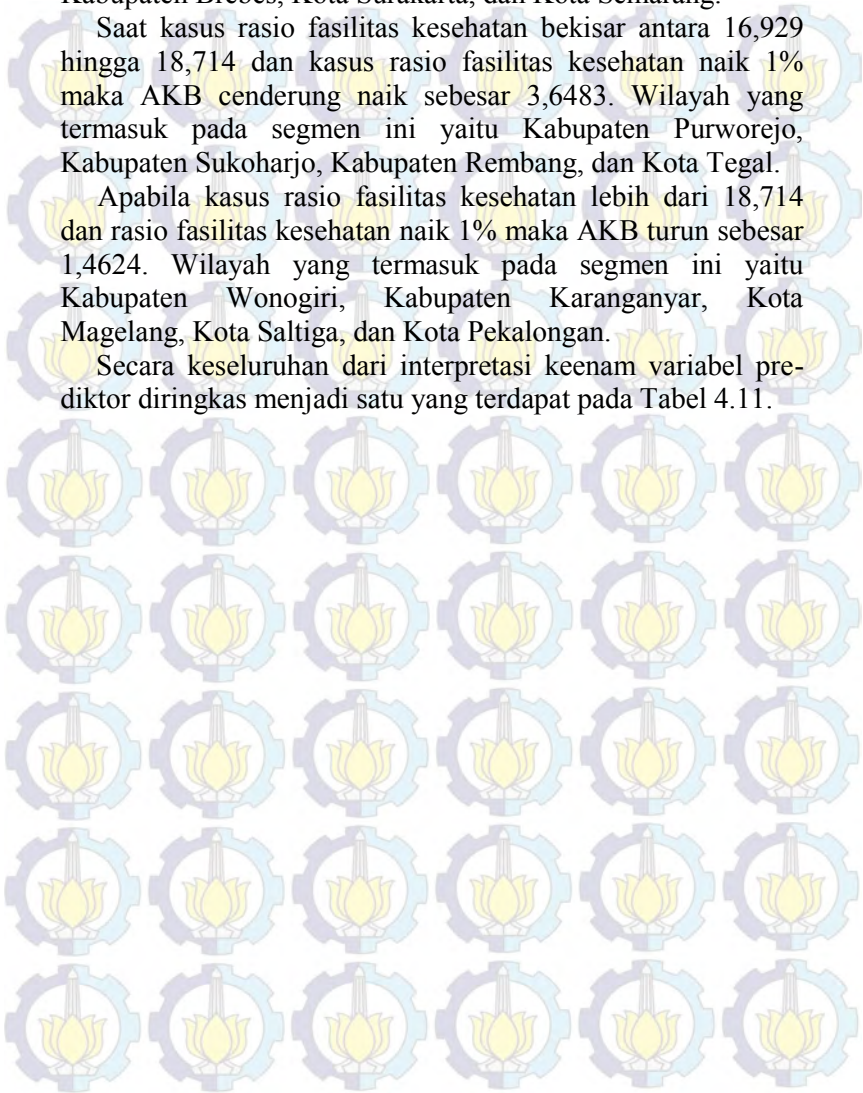 Kabupaten Brebes, Kota Surakarta, dan Kota Semarang.
Saat kasus rasio fasilitas kesehatan bekisar antara 16,929
hingga 18,714 dan kasus rasio fasilitas kesehatan naik 1%
maka AKB cenderung naik sebesar 3,6483. Wilayah yang
termasuk pada segmen ini yaitu Kabupaten Purworejo,
Kabupaten Sukoharjo, Kabupaten Rembang, dan Kota Tegal.
Apabila kasus rasio fasilitas kesehatan lebih dari 18,714
dan rasio fasilitas kesehatan naik 1% maka AKB turun sebesar
1,4624. Wilayah yang termasuk pada segmen ini yaitu
Kabupaten Wonogiri, Kabupaten Karanganyar, Kota
Magelang, Kota Saltiga, dan Kota Pekalongan.
Secara keseluruhan dari interpretasi keenam variabel pre-
diktor diringkas menjadi satu yang terdapat pada Tabel 4.11.